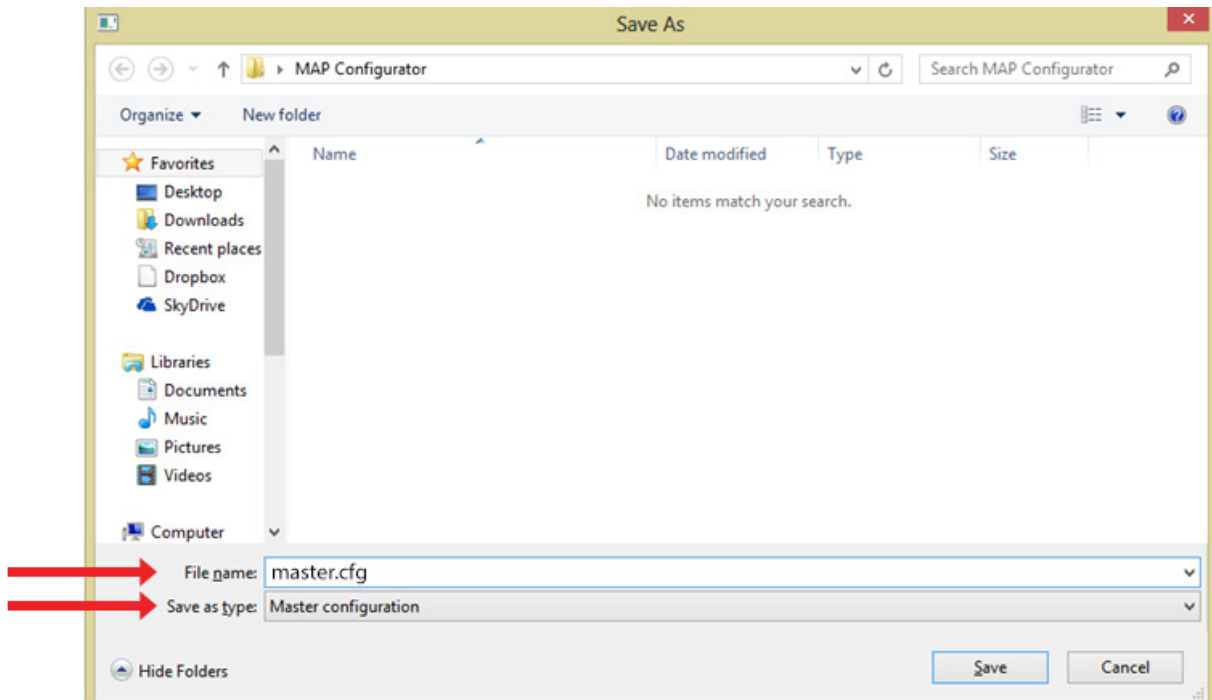 Save As
MAP Configurator
Search MAP Configurator
Organize
New folder
Name
Date modified
Type
Size
No items match your search.
Favorites
Desktop
Downloads
Recent places
Dropbox
SkyDrive
Libraries
Documents
Music
Pictures
Videos
Computer
File name: master.cfg
Save as type: Master configuration
Hide Folders
Save
Cancel